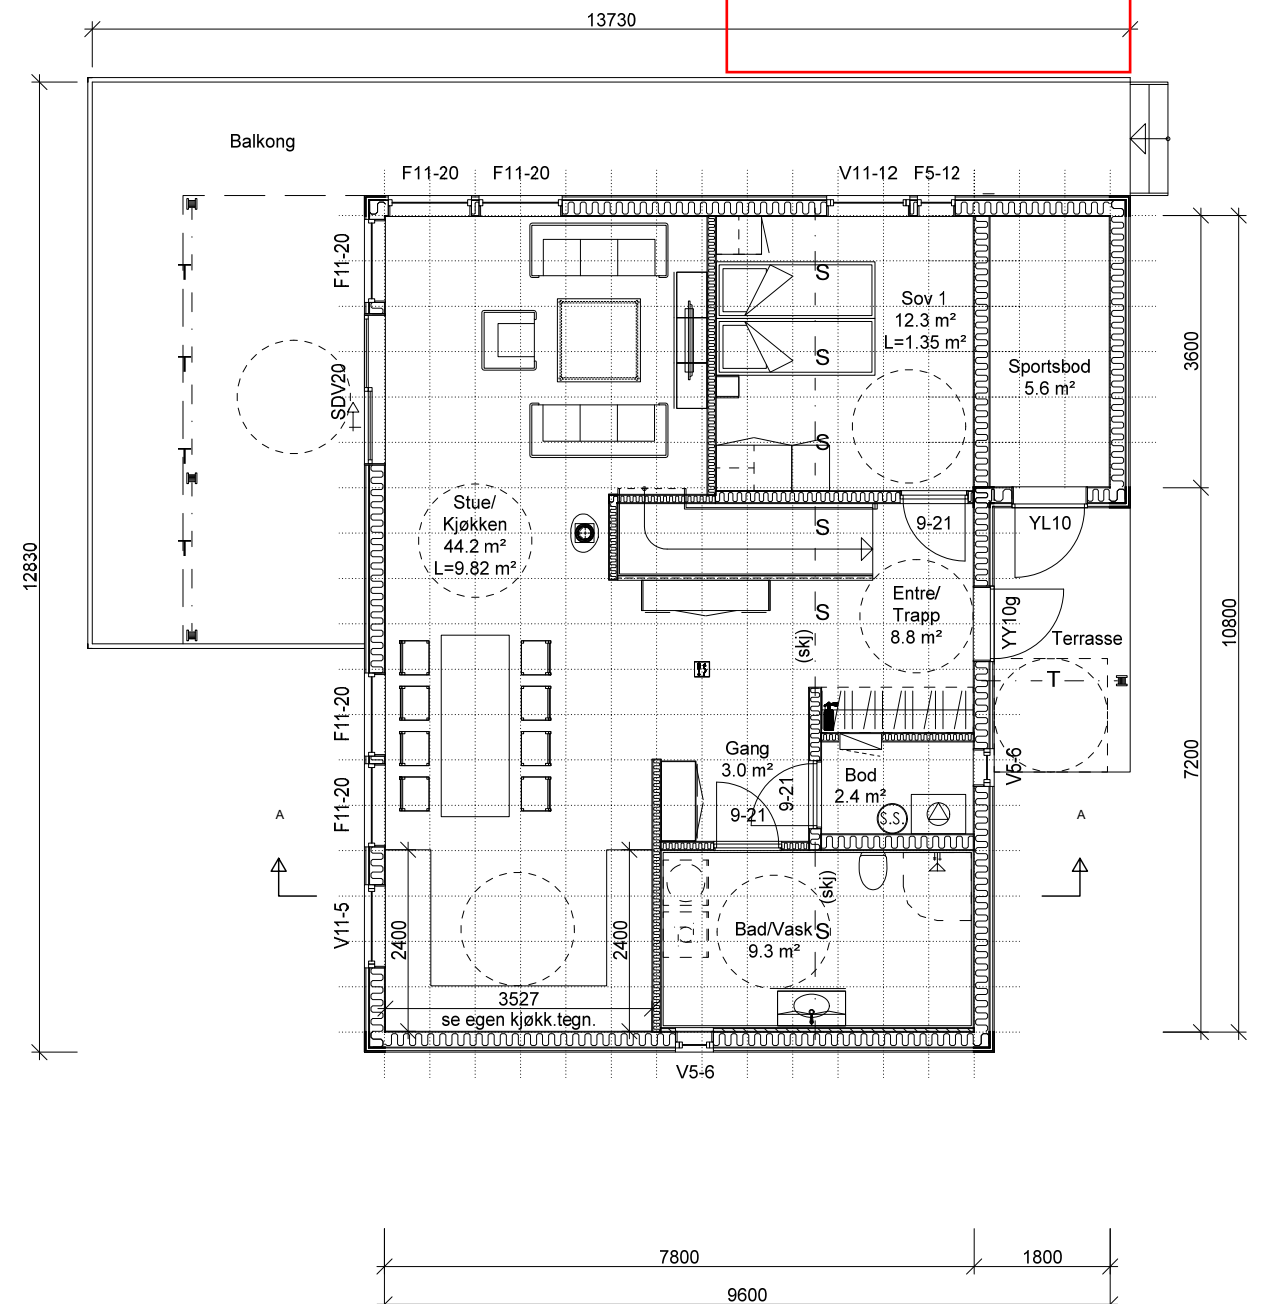 13730
Balkong
F11-20
F11-20
V11-12
F5-12
F11-20
S
Sov 1
12.3 m²
L=1.35 m²
SDV20
S
Sportsbod
5.6 m²
3600
S
Stue/
Kjøkken
44.2 m²
L=9.82 m²
S
9-21
YL10
12830
Entre/
Trapp
8.8 m²
S
(skj)
YY10g
Terrasse
10800
T
F11-20
Gang
3.0 m²
9-21
9-21
Bod
2.4 m²
S.S.
V5-6
7200
F11-20
A
A
V11-5
2400
2400
(skj)
Bad/Vask
9.3 m²
S
3527
se egen kjøkk.tegn.
V5-6
7800
1800
9600